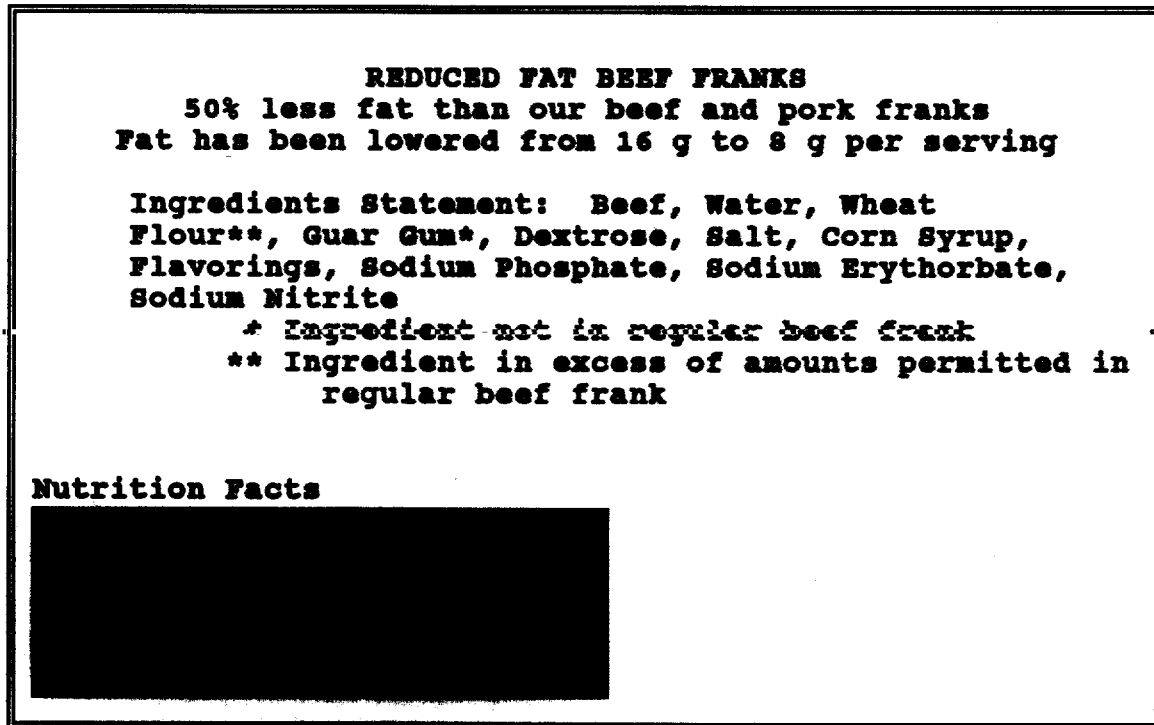 REDUCED FAT BEEF FRANKS
50% less fat than our beef and pork franks
Fat has been lowered from 16 g to 8 g per serving
Ingredients Statement: Beef, Water, Wheat
Flour**, Guar Gum*, Dextrose, Salt, Corn Syrup,
Flavorings, Sodium Phosphate, Sodium Erythorbate,
Sodium Nitrite
* Ingredient not in regular beef frank
** Ingredient in excess of amounts permitted in
regular beef frank
Nutrition Facts